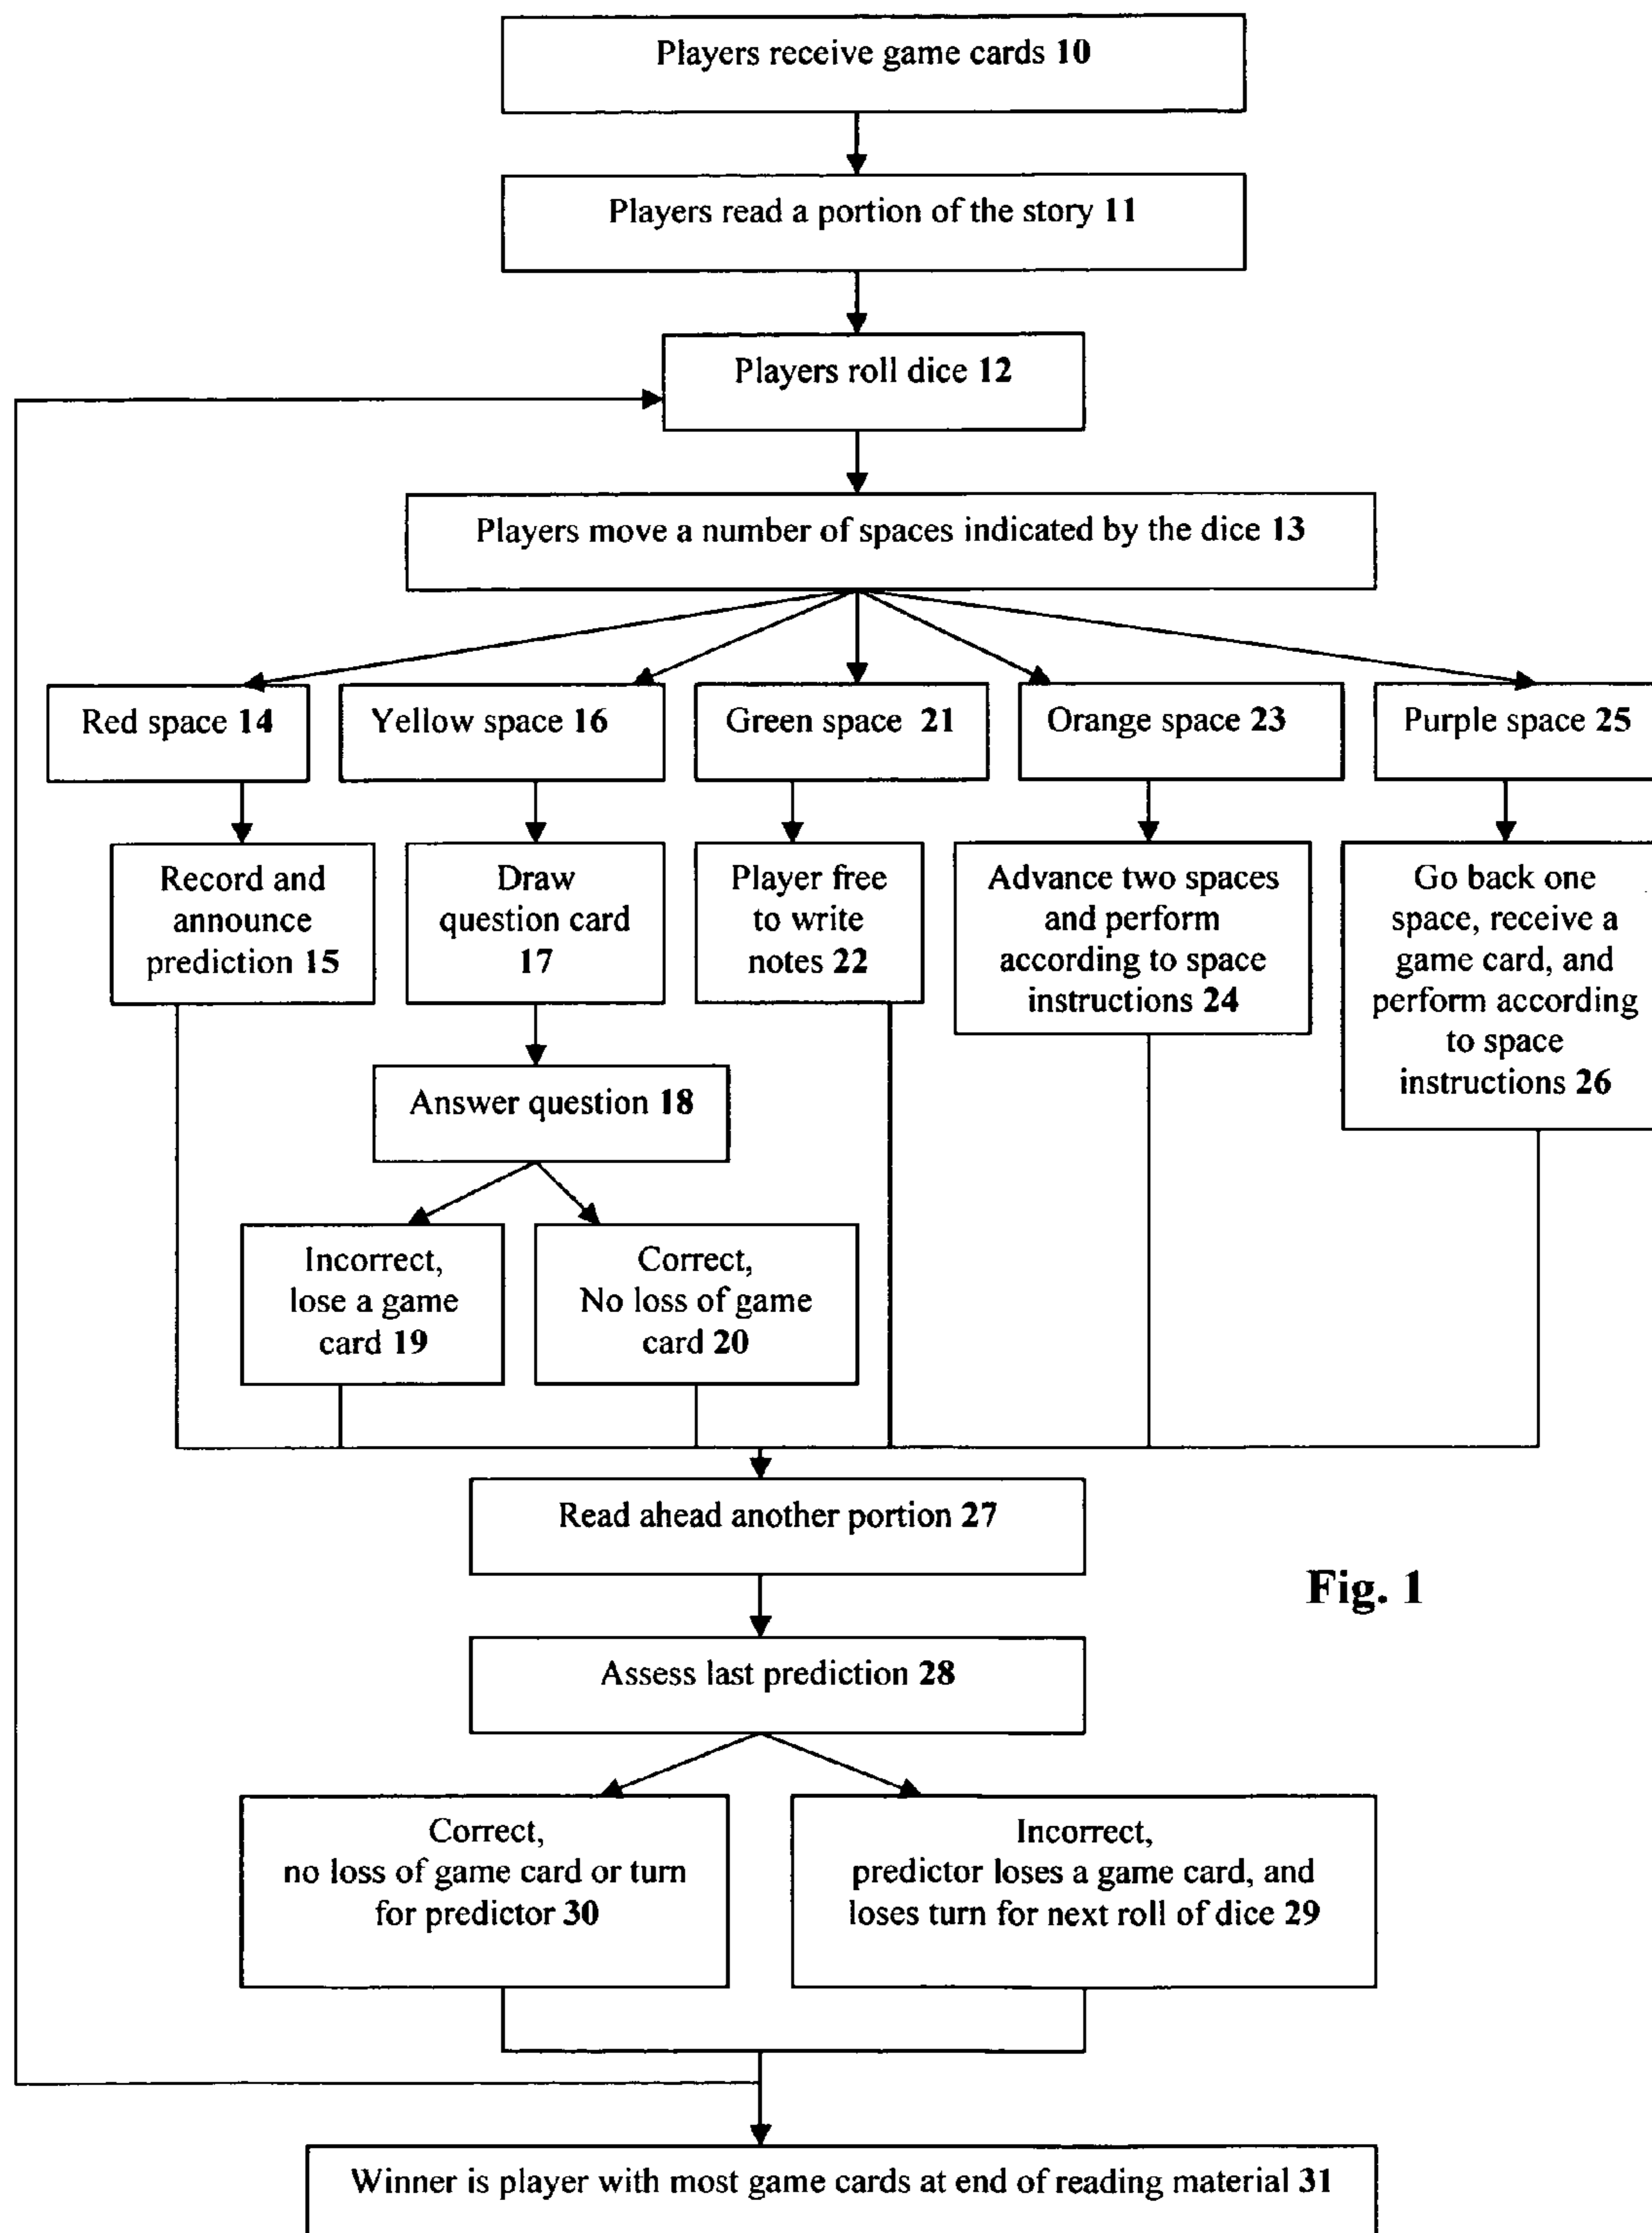 Players receive game cards 10
Players read a portion of the story 11
Players roll dice 12
Players move a number of spaces indicated by the dice 13
Red space 14
Yellow space 16
Green space 21
Orange space 23
Purple space 25
Record and
announce
prediction 15
Draw
question card
17
Player free
to write
notes 22
Advance two spaces
and perform
according to space
instructions 24
Go back one
space, receive a
game card, and
perform according
to space
instructions 26
Answer question 18
Incorrect,
lose a game
card 19
Correct,
No loss of game
card 20
Read ahead another portion 27
Fig. 1
Assess last prediction 28
Correct,
no loss of game card or turn
for predictor 30
Incorrect,
predictor loses a game card, and
loses turn for next roll of dice 29
Winner is player with most game cards at end of reading material 31